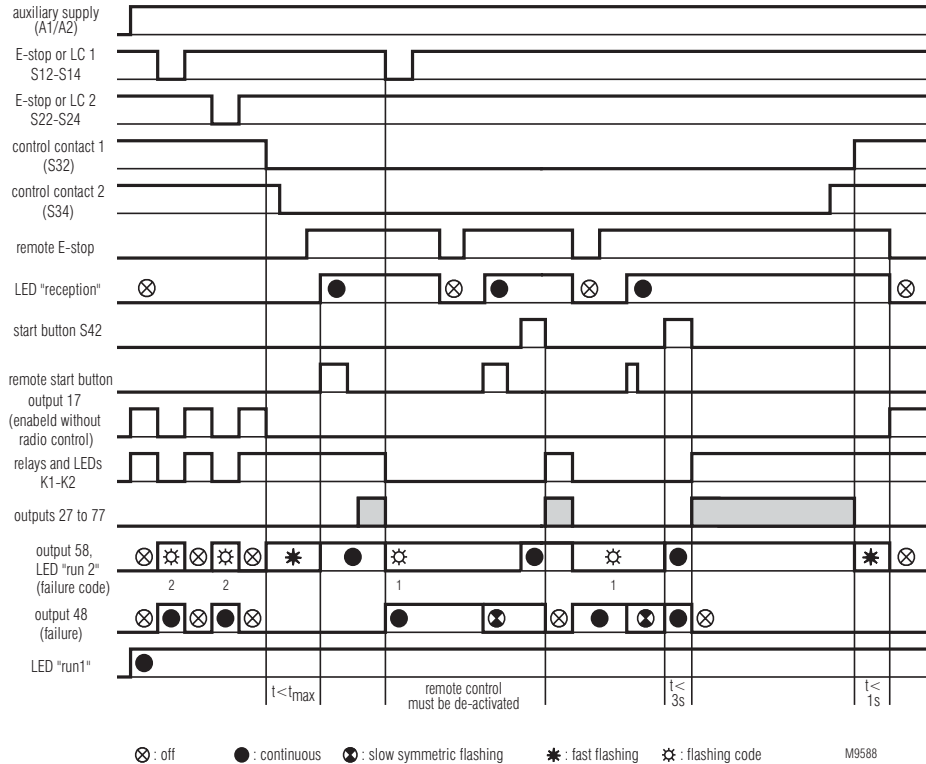 auxiliary supply
(A1/A2)
E-stop or LC 1
S12-S14
E-stop or LC 2
S22-S24
control contact 1
(S32)
control contact 2
(S34)
remote E-stop
LED "reception"
start button S42
remote start button
output 17
(enabeld without
radio control)
relays and LEDs
K1-K2
outputs 27 to 77
output 58,
LED "run 2"
(failure code)
2 2 1 1
output 48
(failure)
LED "run1"
t<tmax
remote control
must be de-activated
t<
3s
t<
1s
: off : continuous : slow symmetric flashing : fast flashing : flashing code M9588